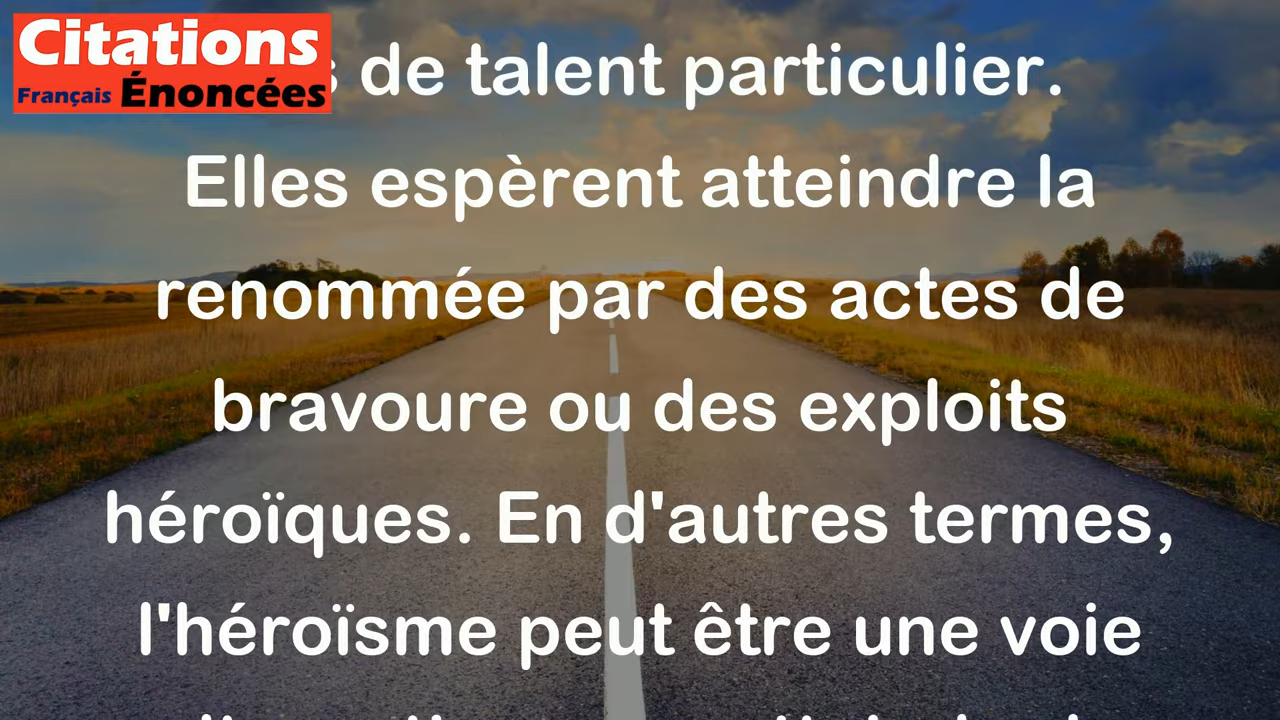 Citations
Français Énoncées
de talent particulier.
Elles espèrent atteindre la
renommée par des actes de
bravoure ou des exploits
héroïques. En d'autres termes,
l'héroïsme peut être une voie